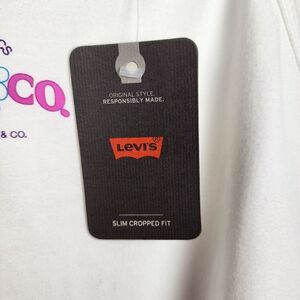 CO.
& CO.
ORIGINAL STYLE.
RESPONSIBLY MADE.
LEVI'S
SLIM CROPPED FIT